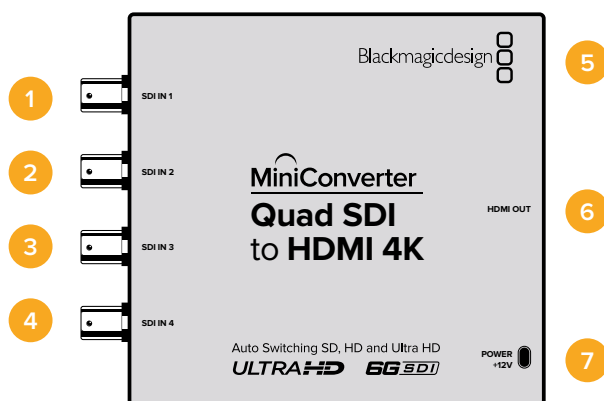 Blackmagicdesign
1
SDI IN 1
5
2
SDI IN 2
MiniConverter
Quad SDI
to HDMI 4K
HDMI OUT
6
3
SDI IN 3
4
SDI IN 4
Auto Switching SD, HD and Ultra HD
ULTRA HD 6G SDI
POWER
+12V
7